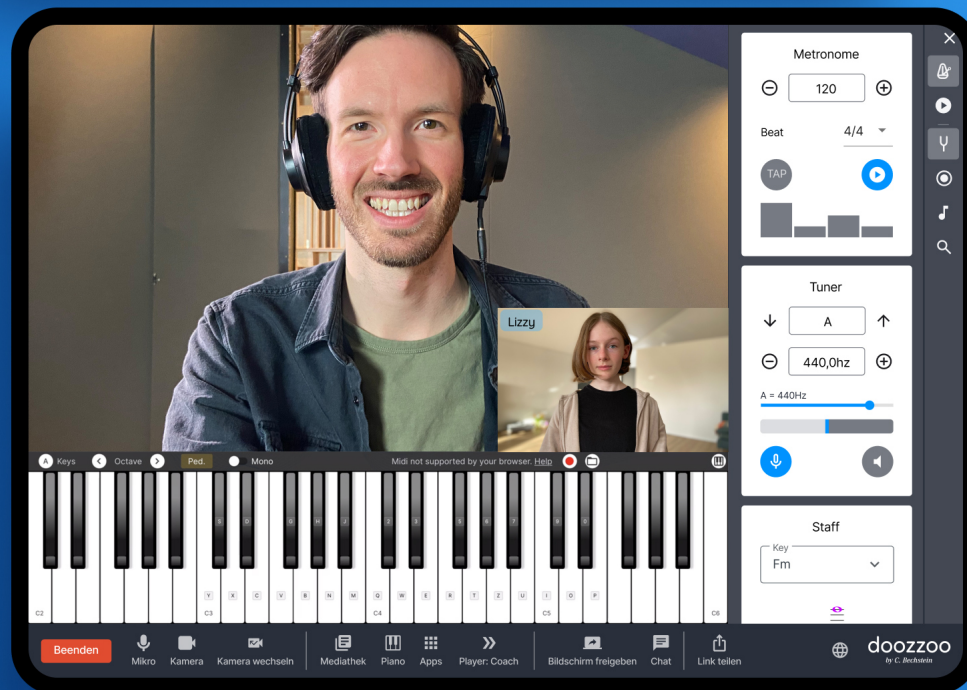 Metronome
120
Beat
4/4
TAP
Lizzy
Tuner
A
440,0hz
A = 440Hz
A Keys
Octave
Ped.
Mono
Midi not supported by your browser. Help
S D G H J 2 3 5 6 7 9 0
Y X C V B N M Q W E R T Z U I O P
C2 C3 C4 C5 C6
Staff
Key
Fm
Beenden
Mikro
Kamera
Kamera wechseln
Mediathek
Piano
Apps
Player: Coach
Bildschirm freigeben
Chat
Link teilen
doozzoo
by C. Bechstein